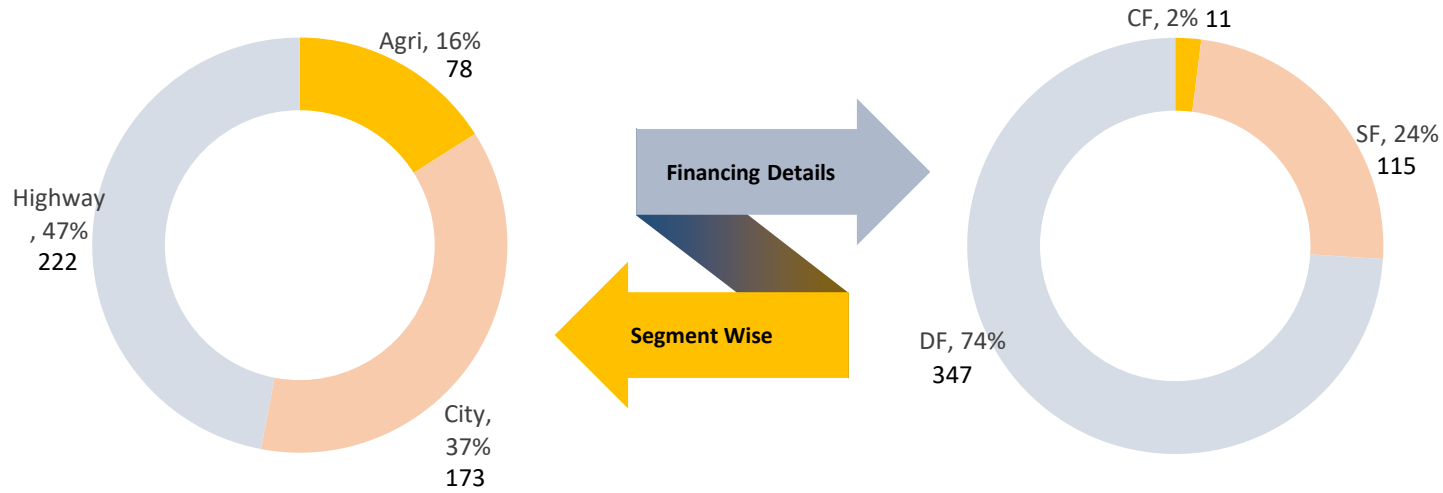 Agri, 16%
78
Highway
, 47%
222
City,
37%
173
Financing Details
Segment Wise
CF, 2% 11
SF, 24%
115
DF, 74%
347